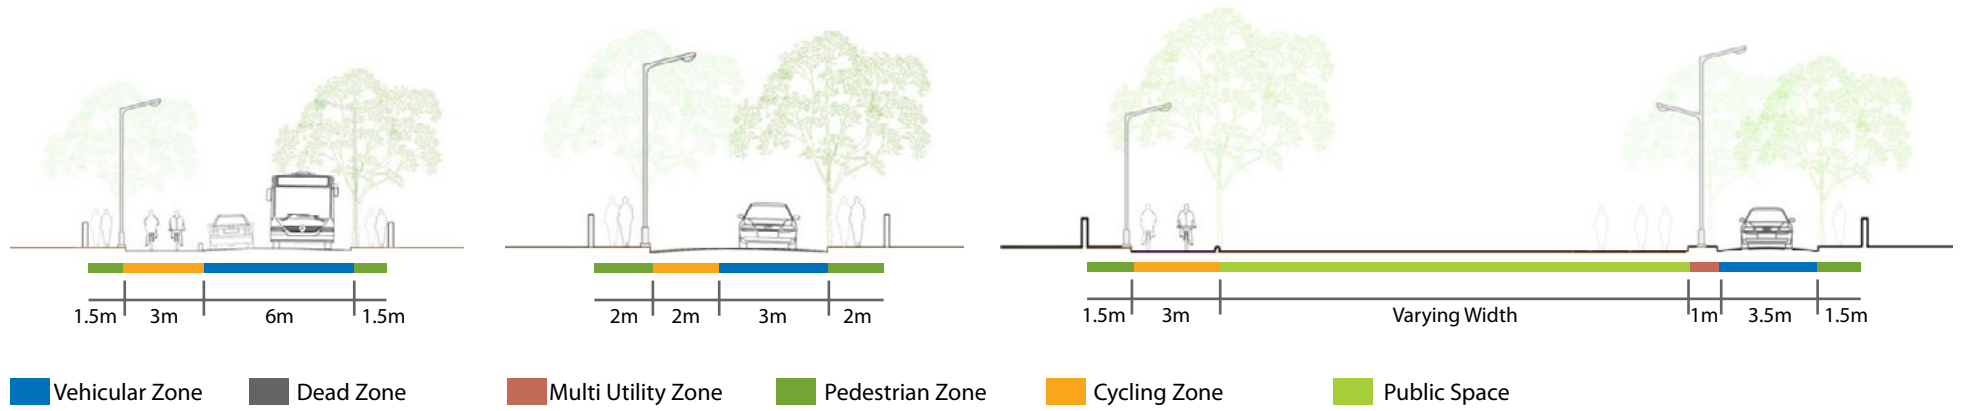 1.5m 3m 6m 1.5m
2m 2m 3m 2m
1.5m 3m Varying Width 1m 3.5m 1.5m
Vehicular Zone Dead Zone Multi Utility Zone Pedestrian Zone Cycling Zone Public Space